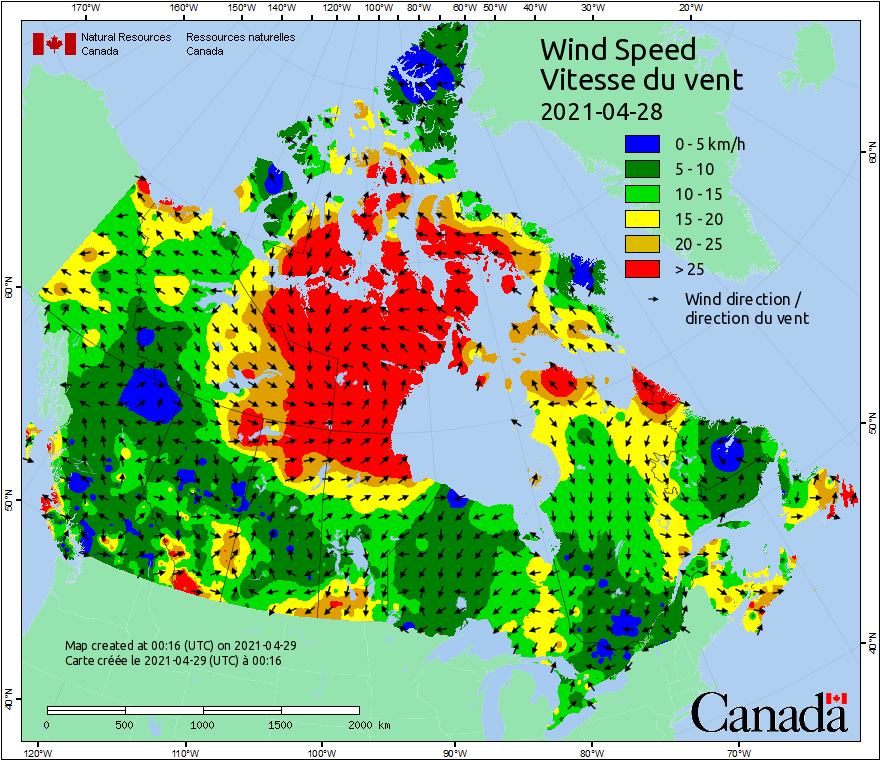 170°W 160°W 150°W 140°W 120°W 100°W 80°W 60°W 50°W 40°W 30°W 20°W
Natural Resources Ressources naturelles
Canada Canada
Wind Speed
Vitesse du vent
2021-04-28
0 - 5 km/h
5 - 10
10 - 15
15 - 20
20 - 25
> 25
Wind direction /
direction du vent
60°N
60°N
50°N
50°N
40°N
40°N
Map created at 00:16 (UTC) on 2021-04-29
Carte créée le 2021-04-29 (UTC) à 00:16
0 500 1000 1500 2000 km
Canada
120°W 110°W 100°W 90°W 80°W 70°W